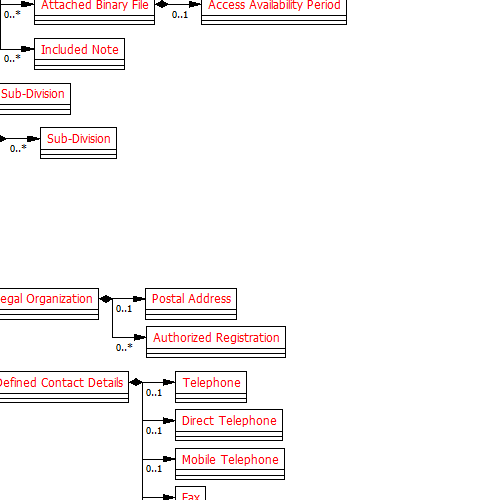 Attached Binary File
Access Availability Period
0..*
0..1
Included Note
0..*
Sub-Division
Sub-Division
0..*
egal Organization
Postal Address
0..1
Authorized Registration
0..*
Defined Contact Details
Telephone
0..1
Direct Telephone
0..1
Mobile Telephone
0..1
Fax